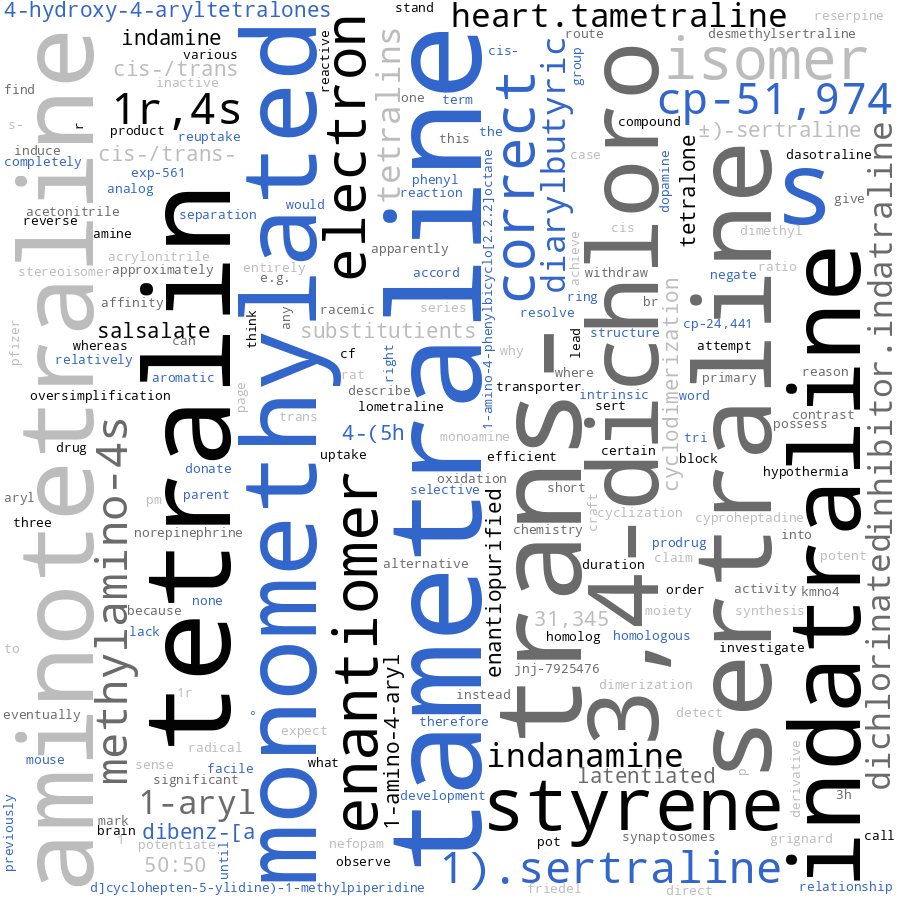 4-hydroxy-4-aryltetralones
stand
heart.tametraline
reserpine
indamine
various
cis-/trans
inactive
find
1r,4s
product
reuptake
s-
r
induce
completely
cis-/trans-
exp-561
analog
acetonitrile
reverse
amine
separation
would
acrylonitrile
stereoisomer
approximately
entirely
e.g.
affinity
salsalate
can
whereas
relatively
pfizer
aromatic
oversimplification
page
drug
donate
parent
aryl
pm
three
norepinephrine
none
because
lack
to
1r
eventually
mouse
radical
sense
facile
significant
1-aryl
mark
brain
dibenz-[a
1
potentiate
50:50
until
previously
d]cyclohepten-5-ylidine)-1-methylpiperidine
aminotetraline
methylamino-4s
tetralin
monomethylated
electron
reactive
tetralins
enantiomer
1-amino-4-aryl
tametraline
think
any
racemic
series
substitutients
cf
rat
right
describe
lometraline
trans
4-(5h
monoamine
uptake
oxidation
selective
alternative
expect
what
°
nefopam
observe
development
therefore
instead
lone
term
this
the
phenyl
reaction
apparently
accord
cis-
route
group
correct
diarylbutyric
1-amino-4-phenylbicyclo[2.2.2]octane
desmethylsertraline
isomer
cp-51,974
compound
±)-sertraline
case
dopamine
tetralone
dasotraline
s
give
cis
dimethyl
achieve
withdraw
negate
ratio
ring
br
resolve
structure
cp-24,441
lead
why
where
attempt
transporter
primary
reason
intrinsic
word
sert
contrast
possess
certain
tri
efficient
block
hypothermia
cyclodimerization
short
craft
cyclization
cyproheptadine
chemistry
into
prodrug
claim
potent
duration
order
activity
kmno4
enantiopurified
31,345
moiety
synthesis
homolog
homologous
investigate
jnj-7925476
dimerization
detect
indanamine
latentiated
p
derivative
3h
styrene
pot
synaptosomes
grignard
call
1).sertraline
friedel
direct
relationship
trans-
3,4-dichloro
sertraline
indatraline
dichlorinatedinhibitor.indatraline